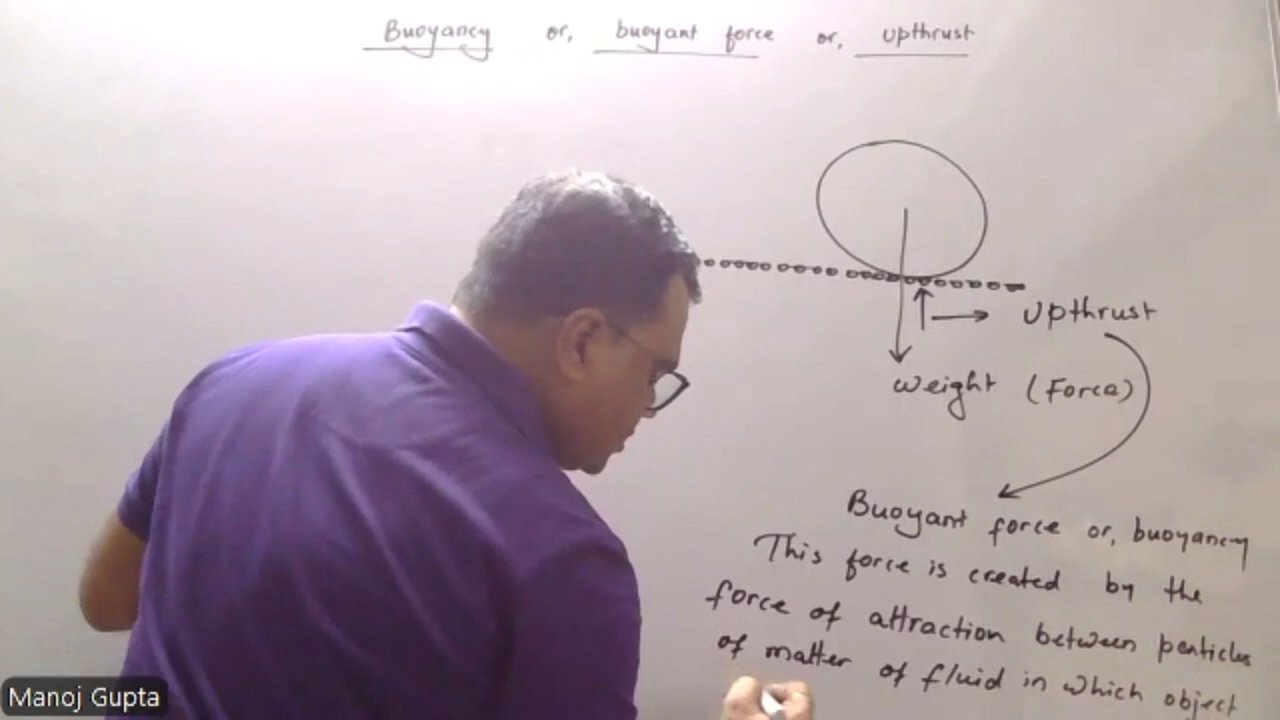 Buoyancy or, buoyant force or, upthrust
upthrust
weight (Force)
Buoyant force or, buoyancy
This force is created by the
force of attraction between particles
of matter of fluid in which object
Manoj Gupta